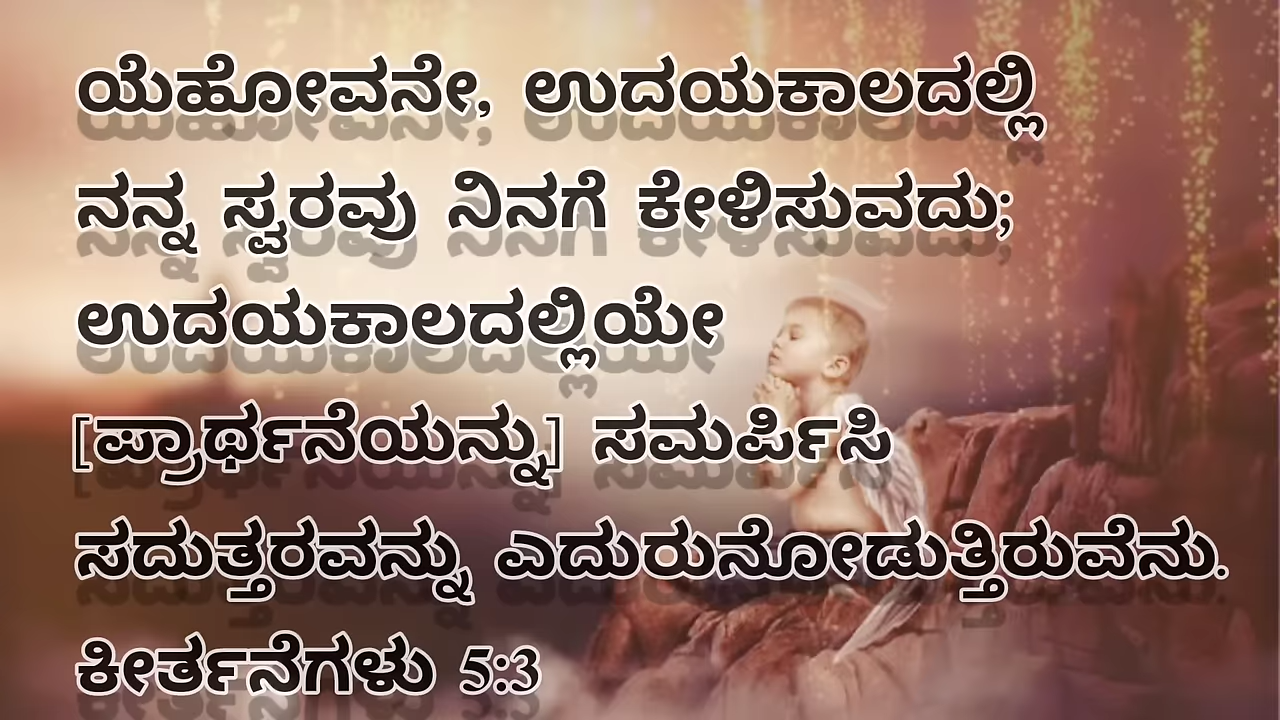 ಯೆಹೋವನೇ, ಉದಯಕಾಲದಲ್ಲಿ
ನನ್ನ ಸ್ವರವು ನಿನಗೆ ಕೇಳಿಸುವದು;
ಉದಯಕಾಲದಲ್ಲಿಯೇ
[ಪ್ರಾರ್ಥನೆಯನ್ನು] ಸಮರ್ಪಿಸಿ
ಸದುತ್ತರವನ್ನು ಎದುರುನೋಡುತ್ತಿರುವೆನು.
ಕೀರ್ತನೆಗಳು 5:3